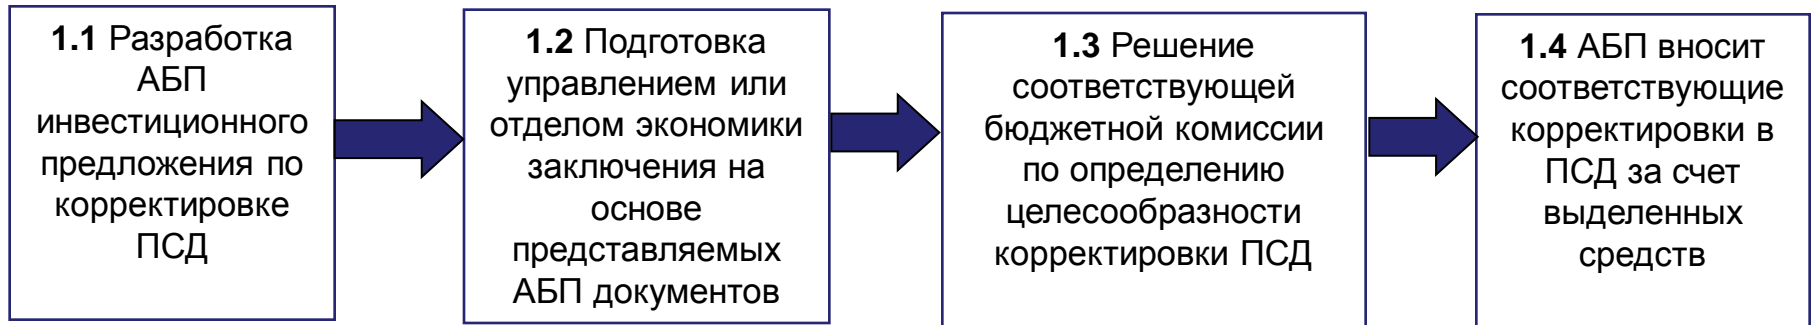 1.1 Разработка
АБП
инвестиционного
предложения по
корректировке
ПСД
1.2 Подготовка
управлением или
отделом экономики
заключения на
основе
представляемых
АБП документов
1.3 Решение
соответствующей
бюджетной комиссии
по определению
целесообразности
корректировки ПСД
1.4 АБП вносит
соответствующие
корректировки в
ПСД за счет
выделенных
средств